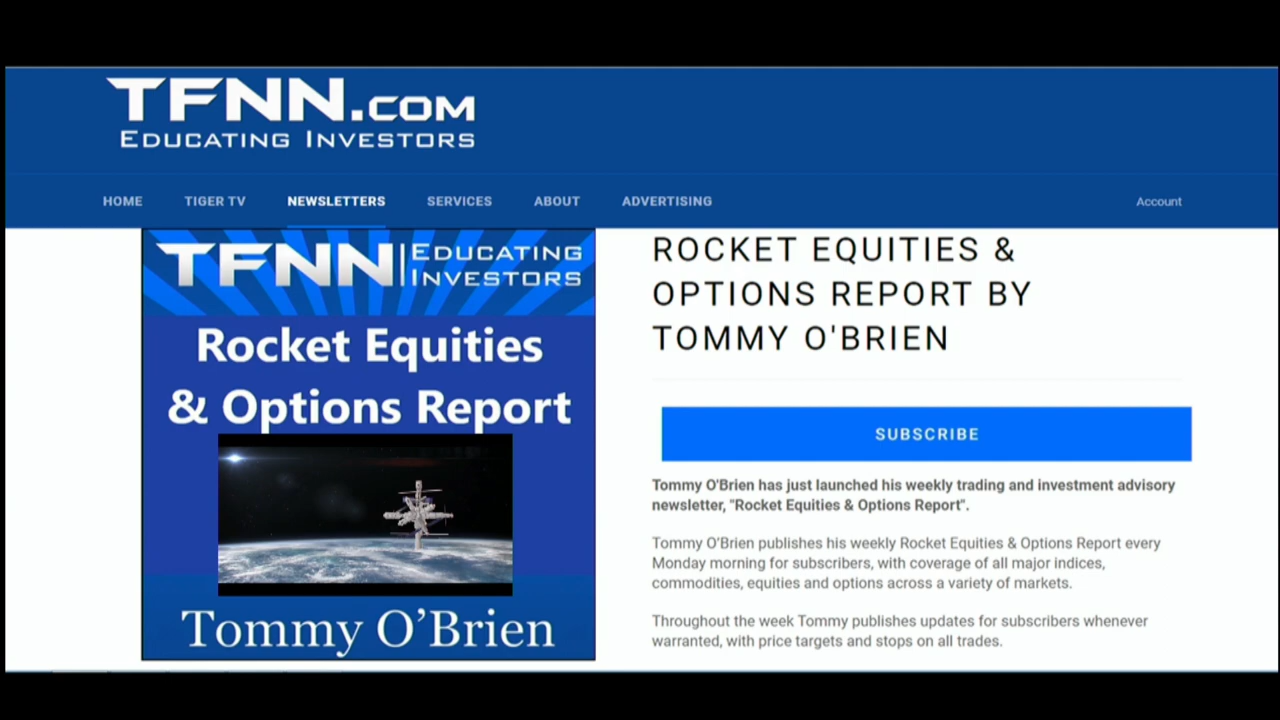 TFNN.COM
EDUCATING INVESTORS
HOME TIGER TV NEWSLETTERS SERVICES ABOUT ADVERTISING Account
TFNN EDUCATING
INVESTORS
Rocket Equities
& Options Report
Tommy O’Brien
ROCKET EQUITIES &
OPTIONS REPORT BY
TOMMY O'BRIEN
SUBSCRIBE
Tommy O'Brien has just launched his weekly trading and investment advisory
newsletter, "Rocket Equities & Options Report".
Tommy O'Brien publishes his weekly Rocket Equities & Options Report every
Monday morning for subscribers, with coverage of all major indices,
commodities, equities and options across a variety of markets.
Throughout the week Tommy publishes updates for subscribers whenever
warranted, with price targets and stops on all trades.